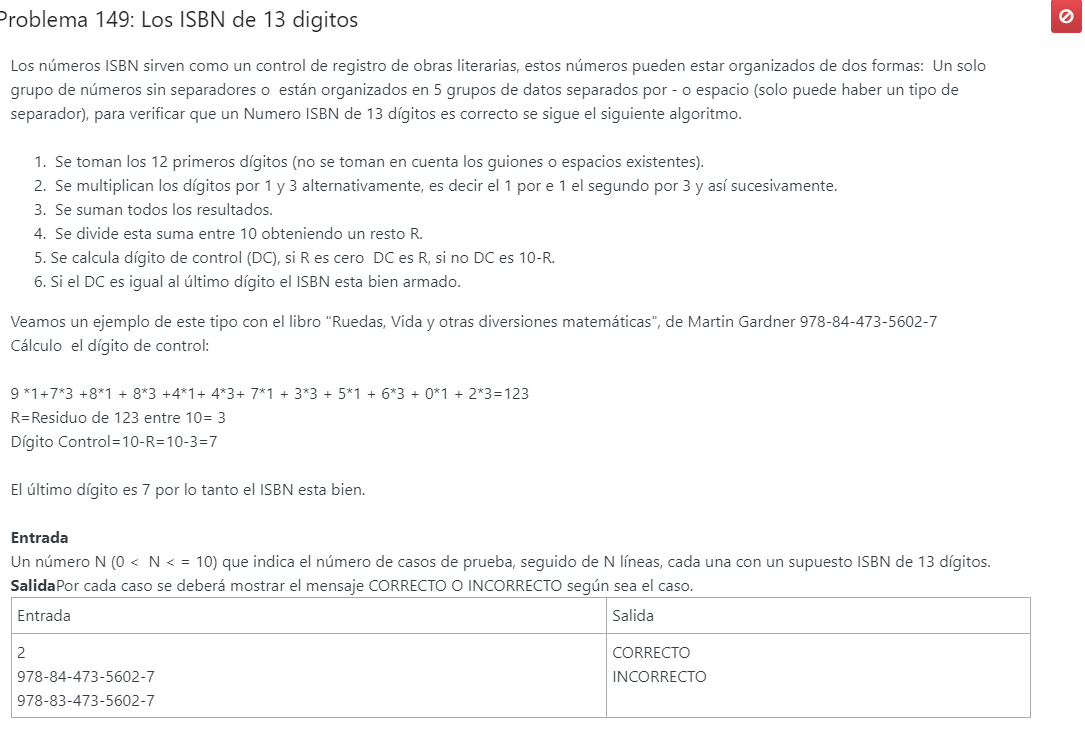 Problema 149: Los ISBN de 13 digitos
Los números ISBN sirven como un control de registro de obras literarias, estos números pueden estar organizados de dos formas: Un solo
grupo de números sin separadores o están organizados en 5 grupos de datos separados por - o espacio (solo puede haber un tipo de
separador), para verificar que un Numero ISBN de 13 dígitos es correcto se sigue el siguiente algoritmo.
1. Se toman los 12 primeros dígitos (no se toman en cuenta los guiones o espacios existentes).
2. Se multiplican los dígitos por 1 y 3 alternativamente, es decir el 1 por e 1 el segundo por 3 y así sucesivamente.
3. Se suman todos los resultados.
4. Se divide esta suma entre 10 obteniendo un resto R.
5. Se calcula dígito de control (DC), si R es cero DC es R, si no DC es 10-R.
6. Si el DC es igual al último dígito el ISBN esta bien armado.
Veamos un ejemplo de este tipo con el libro "Ruedas, Vida y otras diversiones matemáticas", de Martin Gardner 978-84-473-5602-7
Cálculo el dígito de control:
9 *1+7*3 +8*1 + 8*3 +4*1+ 4*3+ 7*1 + 3*3 + 5*1 + 6*3 + 0*1 + 2*3=123
R=Residuo de 123 entre 10= 3
Dígito Control=10-R=10-3=7
El último dígito es 7 por lo tanto el ISBN esta bien.
Entrada
Un número N (0 < N < = 10) que indica el número de casos de prueba, seguido de N líneas, cada una con un supuesto ISBN de 13 dígitos.
SalidaPor cada caso se deberá mostrar el mensaje CORRECTO O INCORRECTO según sea el caso.
Entrada Salida
2 CORRECTO
978-84-473-5602-7 INCORRECTO
978-83-473-5602-7